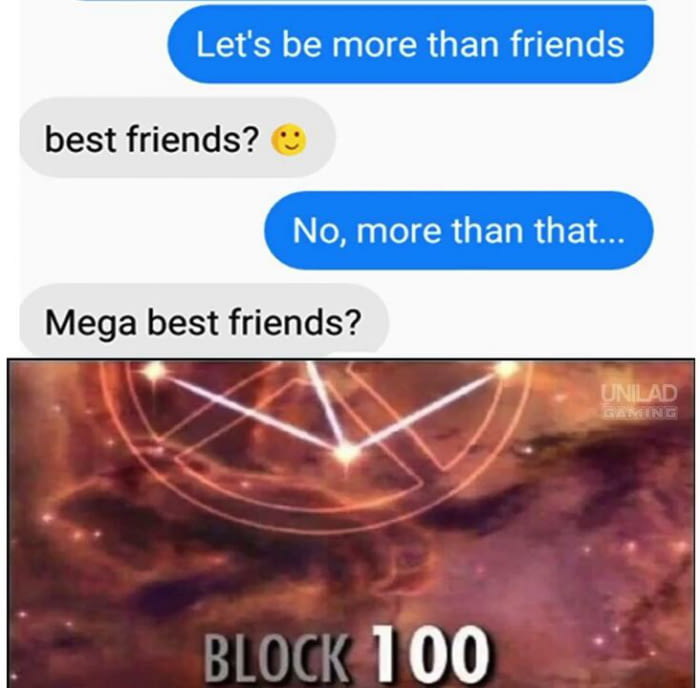 Let's be more than friends
best friends? 🙂
No, more than that...
Mega best friends?
UNILAD
GAMING
BLOCK 100